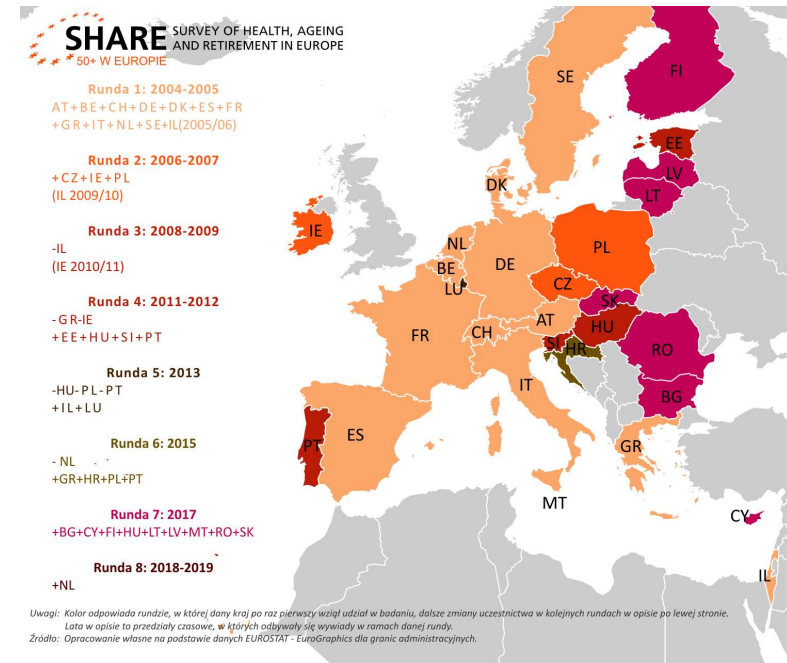 SHARE SURVEY OF HEALTH, AGEING
AND RETIREMENT IN EUROPE
50+ W EUROPIE
Runda 1: 2004-2005
AT+BE+CH+DE+DK+ES+FR
+GR+IT+NL+SE+IL(2005/06)
Runda 2: 2006-2007
+CZ+IE+PL
(IL 2009/10)
Runda 3: 2008-2009
-IL
(IE 2010/11)
Runda 4: 2011-2012
-GR-IE
+EE+HU+SI+PT
Runda 5: 2013
-HU-PL-PT
+IL+LU
Runda 6: 2015
- NL
+GR+HR+PL+PT
Runda 7: 2017
+BG+CY+FI+HU+LT+LV+MT+RO+SK
Runda 8: 2018-2019
+NL
SE
FI
EE
LV
LT
DK
IE
NL
BE
LU
DE
PL
CZ
SK
FR
CH
AT
HU
SI
HR
RO
IT
BG
PT
ES
GR
MT
CY
IL
Uwagi: Kolor odpowiada rundzie, w której dany kraj po raz pierwszy wziął udział w badaniu, dalsze zmiany uczestnictwa w kolejnych rundach w opisie po lewej stronie.
Lata w opisie to przedziały czasowe, w których odbywały się wywiady w ramach danej rundy.
Źródło: Opracowanie własne na podstawie danych EUROSTAT - EuroGraphics dla granic administracyjnych.